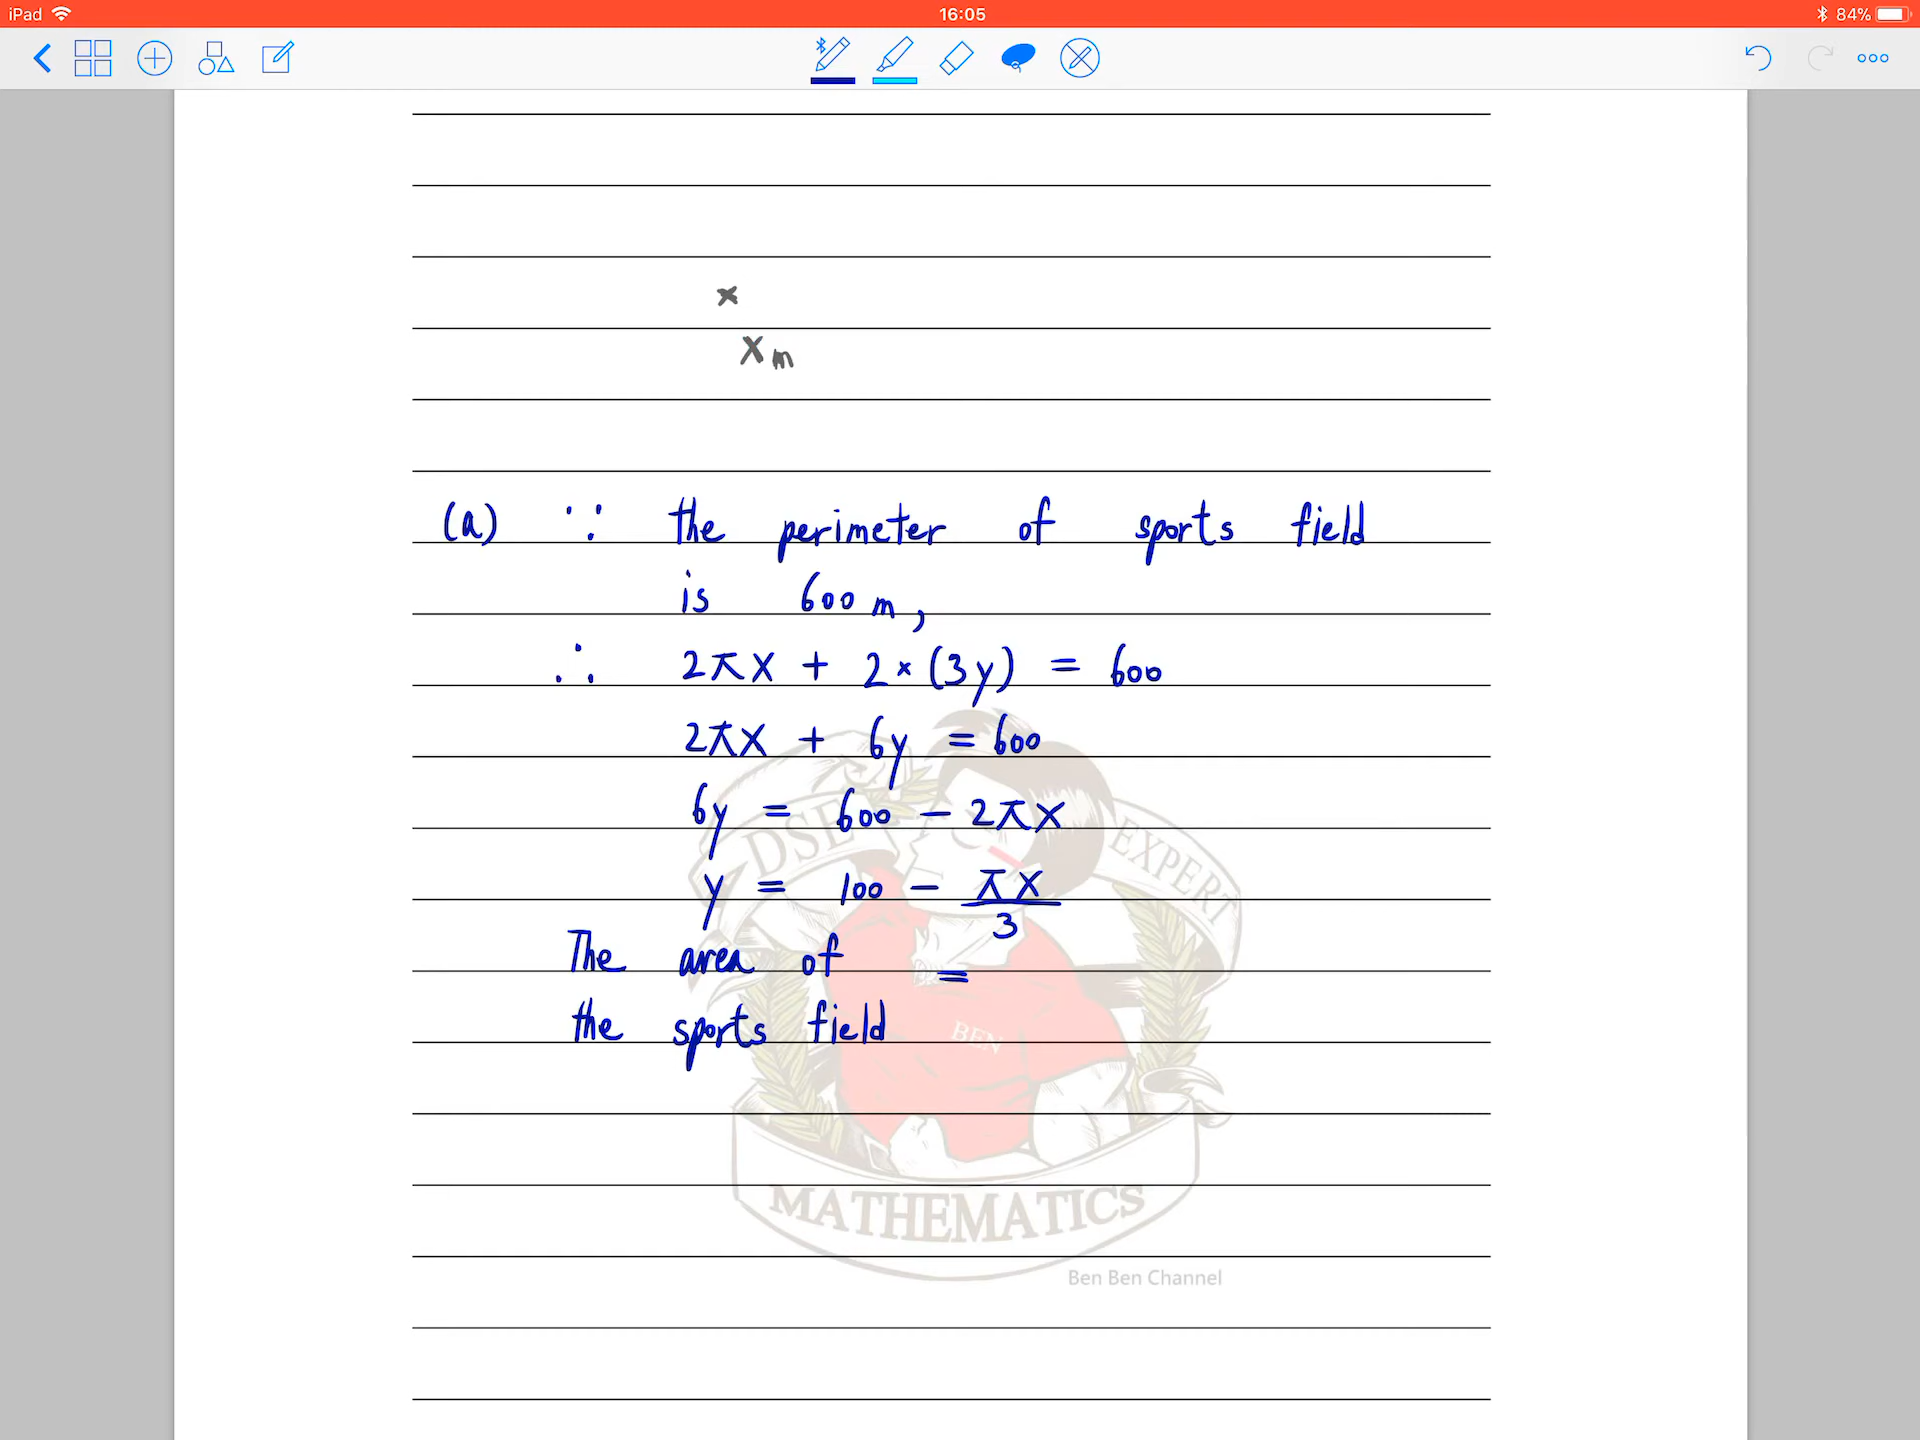 iPad
16:05
84%
x
x m
(a) ∵ the perimeter of sports field
is 600 m,
∴ 2πx + 2×(3y) = 600
2πx + 6y = 600
6y = 600 − 2πx
y = 100 − πx/3
The area of =
the sports field
DSE EXPERT
BEN
MATHEMATICS
Ben Ben Channel